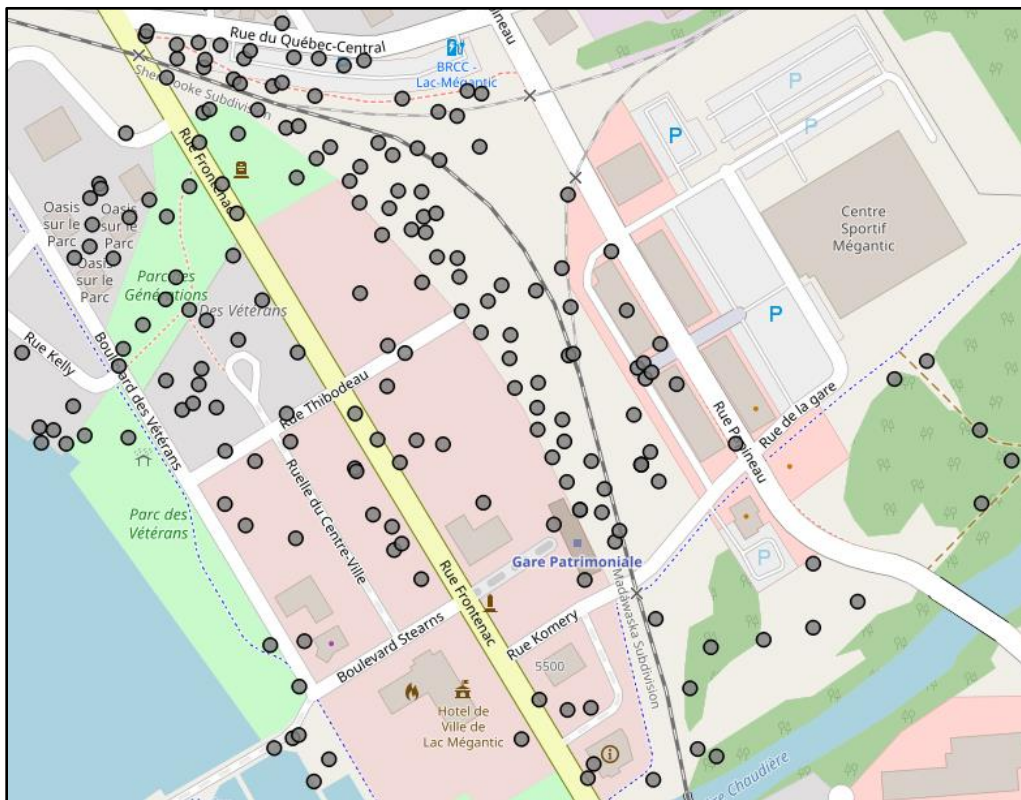 Rue du Québec-Central
BRCC -
Lac-Mégantic
Sherbrooke Subdivision
Rue Frontenac
P
P
P
Oasis
sur le
Parc
Oasis
sur le
Parc
Oasis
sur le
Parc
Centre
Sportif
Mégantic
Parc des
Générations
Des Vétérans
P
Rue Kelly
Boulevard des Vétérans
Rue Thibodeau
Rue de la gare
Rue Papineau
Ruelle du Centre-Ville
Parc des
Vétérans
Rue Frontenac
Gare Patrimoniale
P
Madawaska Subdivision
Boulevard Stearns
Rue Komery
5500
Hotel de
Ville de
Lac Mégantic
Chaudière